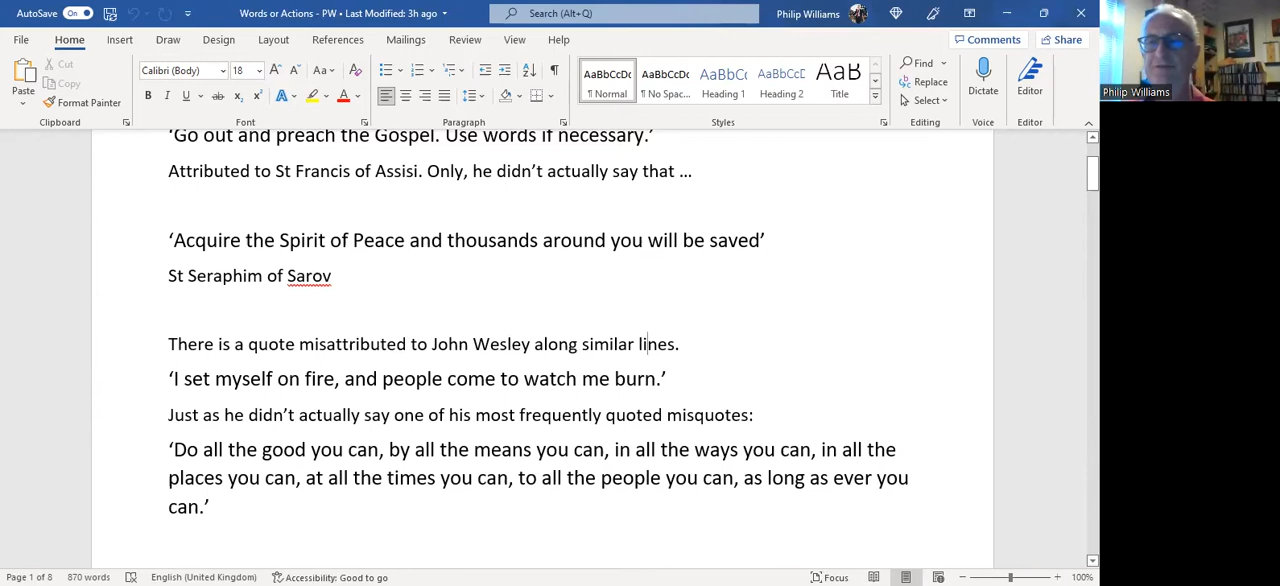 AutoSave On Words or Actions - PW • Last Modified: 3h ago Search (Alt+Q) Philip Williams
File Home Insert Draw Design Layout References Mailings Review View Help Comments Share
Paste Cut Copy Format Painter
Clipboard
Calibri (Body) 18 A A Aa A
B I U ab x₂ x² A A
Font
Paragraph
AaBbCcDc AaBbCcDc AaBbCc AaBbCcD AaB
¶ Normal ¶ No Spac... Heading 1 Heading 2 Title
Styles
Find
Replace
Select
Editing
Dictate
Voice
Editor
Editor
Philip Williams
‘Go out and preach the Gospel. Use words if necessary.’
Attributed to St Francis of Assisi. Only, he didn’t actually say that …
‘Acquire the Spirit of Peace and thousands around you will be saved’
St Seraphim of Sarov
There is a quote misattributed to John Wesley along similar lines.
‘I set myself on fire, and people come to watch me burn.’
Just as he didn’t actually say one of his most frequently quoted misquotes:
‘Do all the good you can, by all the means you can, in all the ways you can, in all the
places you can, at all the times you can, to all the people you can, as long as ever you
can.’
Page 1 of 8 870 words English (United Kingdom) Accessibility: Good to go Focus 100%